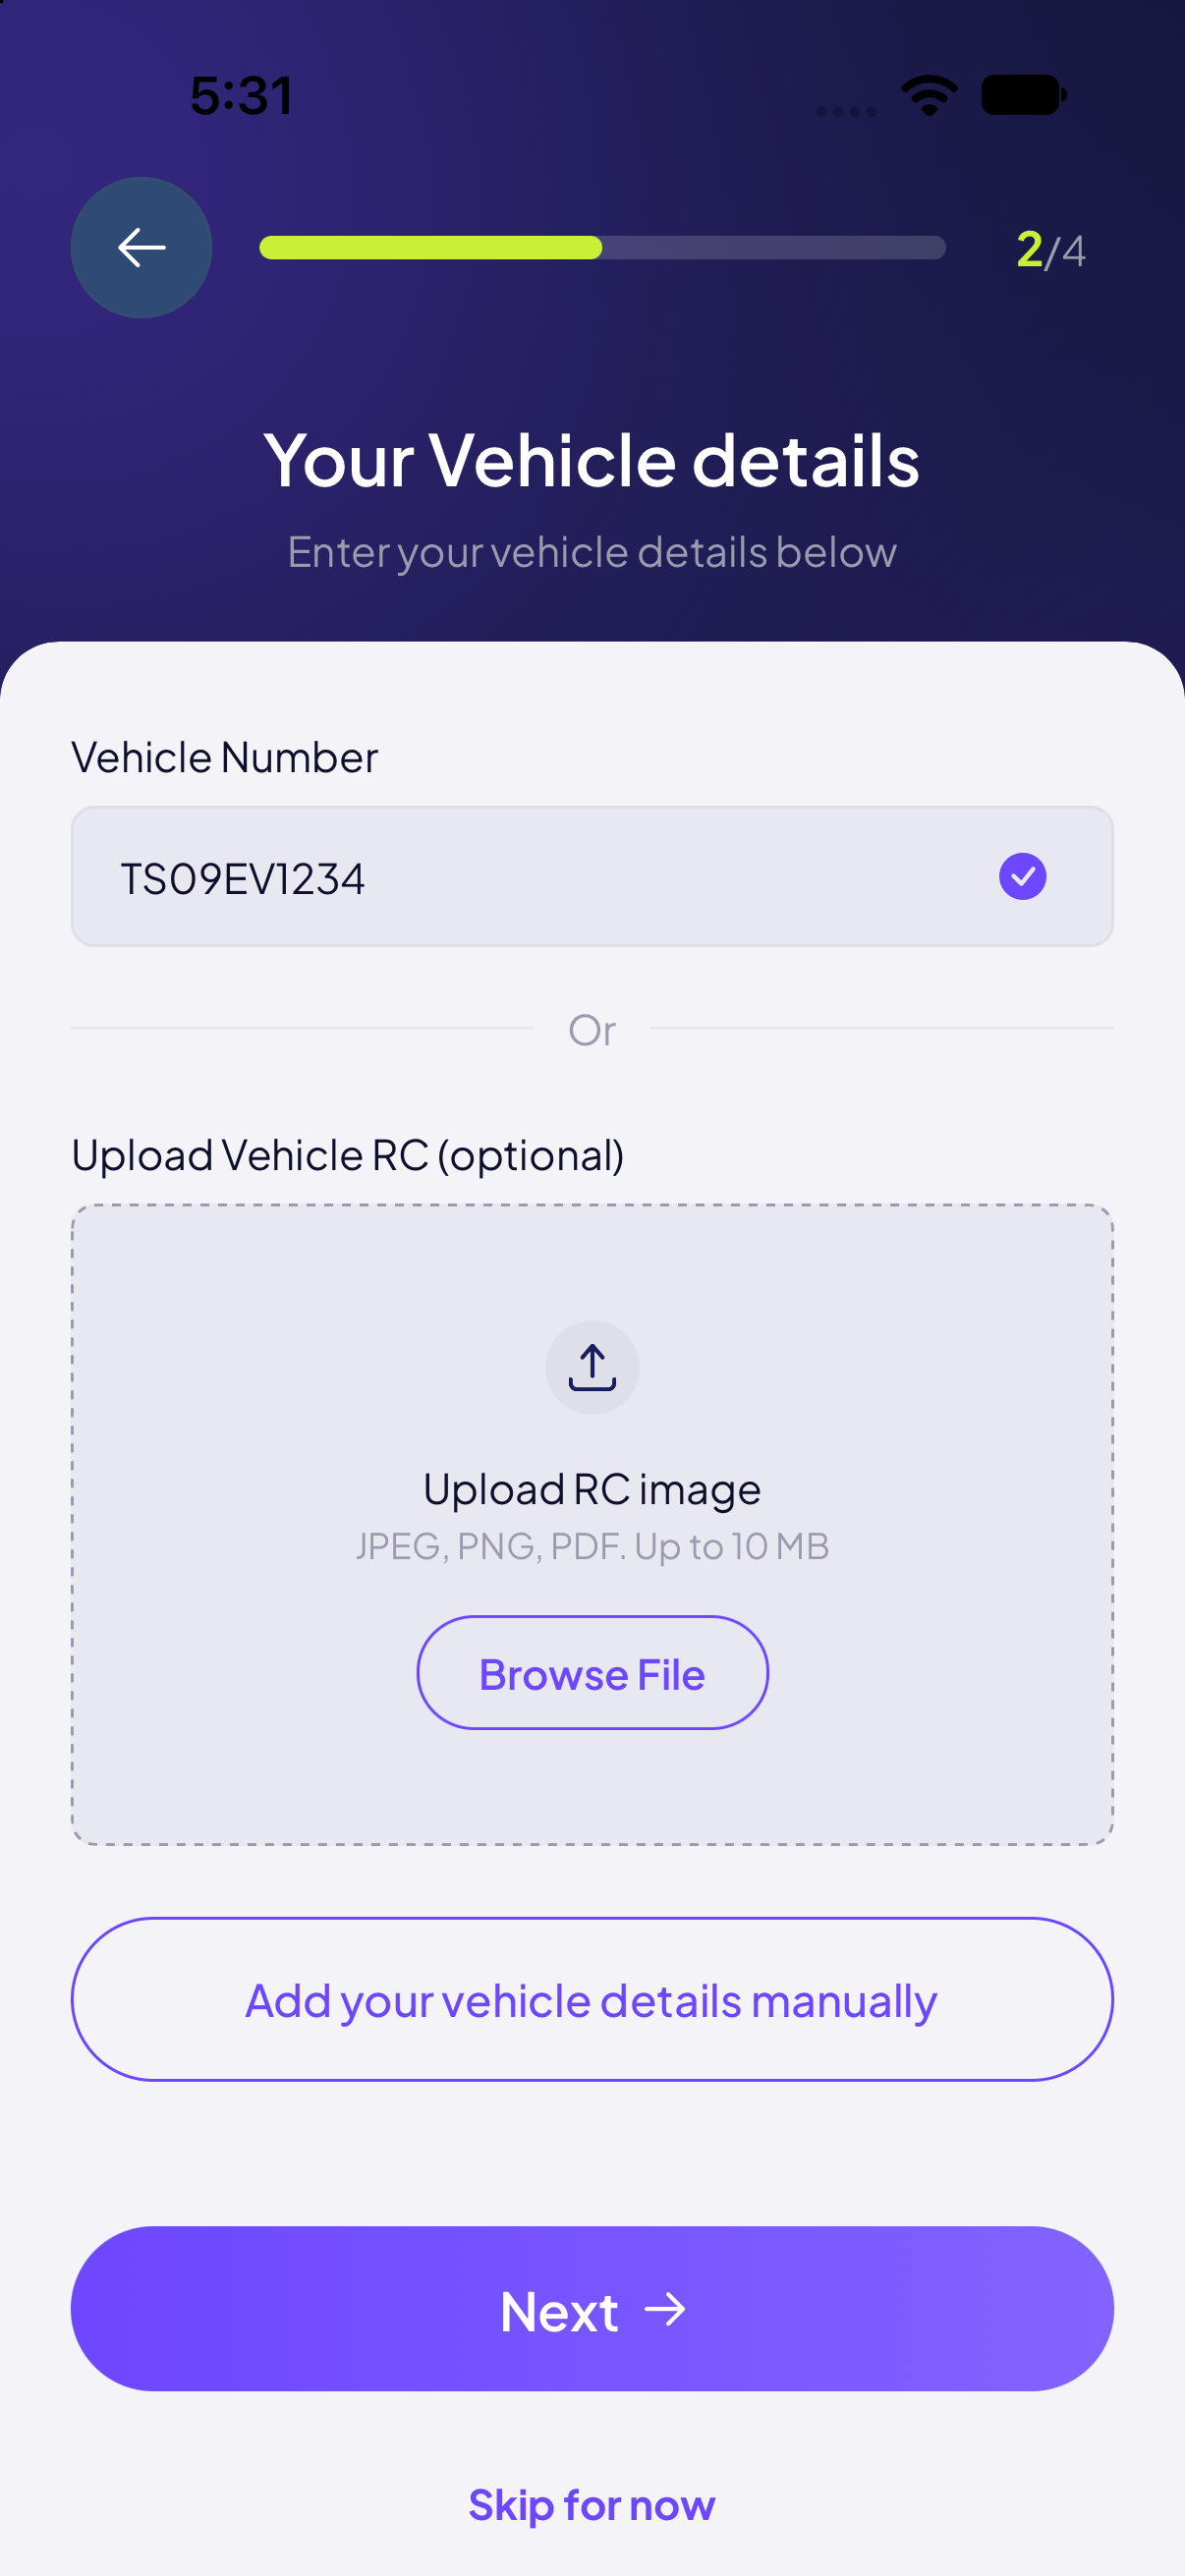 5:31
2/4
Your Vehicle details
Enter your vehicle details below
Vehicle Number
TS09EV1234
Or
Upload Vehicle RC (optional)
Upload RC image
JPEG, PNG, PDF. Up to 10 MB
Browse File
Add your vehicle details manually
Next
Skip for now